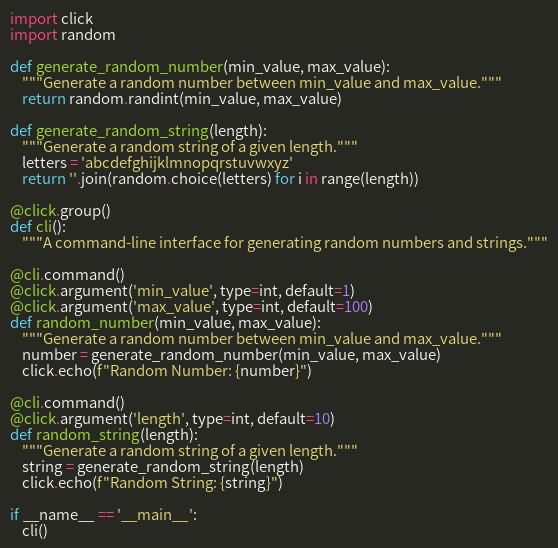 import click
import random

def generate_random_number(min_value, max_value):
    """Generate a random number between min_value and max_value."""
    return random.randint(min_value, max_value)

def generate_random_string(length):
    """Generate a random string of a given length."""
    letters = 'abcdefghijklmnopqrstuvwxyz'
    return ''.join(random.choice(letters) for i in range(length))

@click.group()
def cli():
    """A command-line interface for generating random numbers and strings."""

@cli.command()
@click.argument('min_value', type=int, default=1)
@click.argument('max_value', type=int, default=100)
def random_number(min_value, max_value):
    """Generate a random number between min_value and max_value."""
    number = generate_random_number(min_value, max_value)
    click.echo(f"Random Number: {number}")

@cli.command()
@click.argument('length', type=int, default=10)
def random_string(length):
    """Generate a random string of a given length."""
    string = generate_random_string(length)
    click.echo(f"Random String: {string}")

if __name__ == '__main__':
    cli()